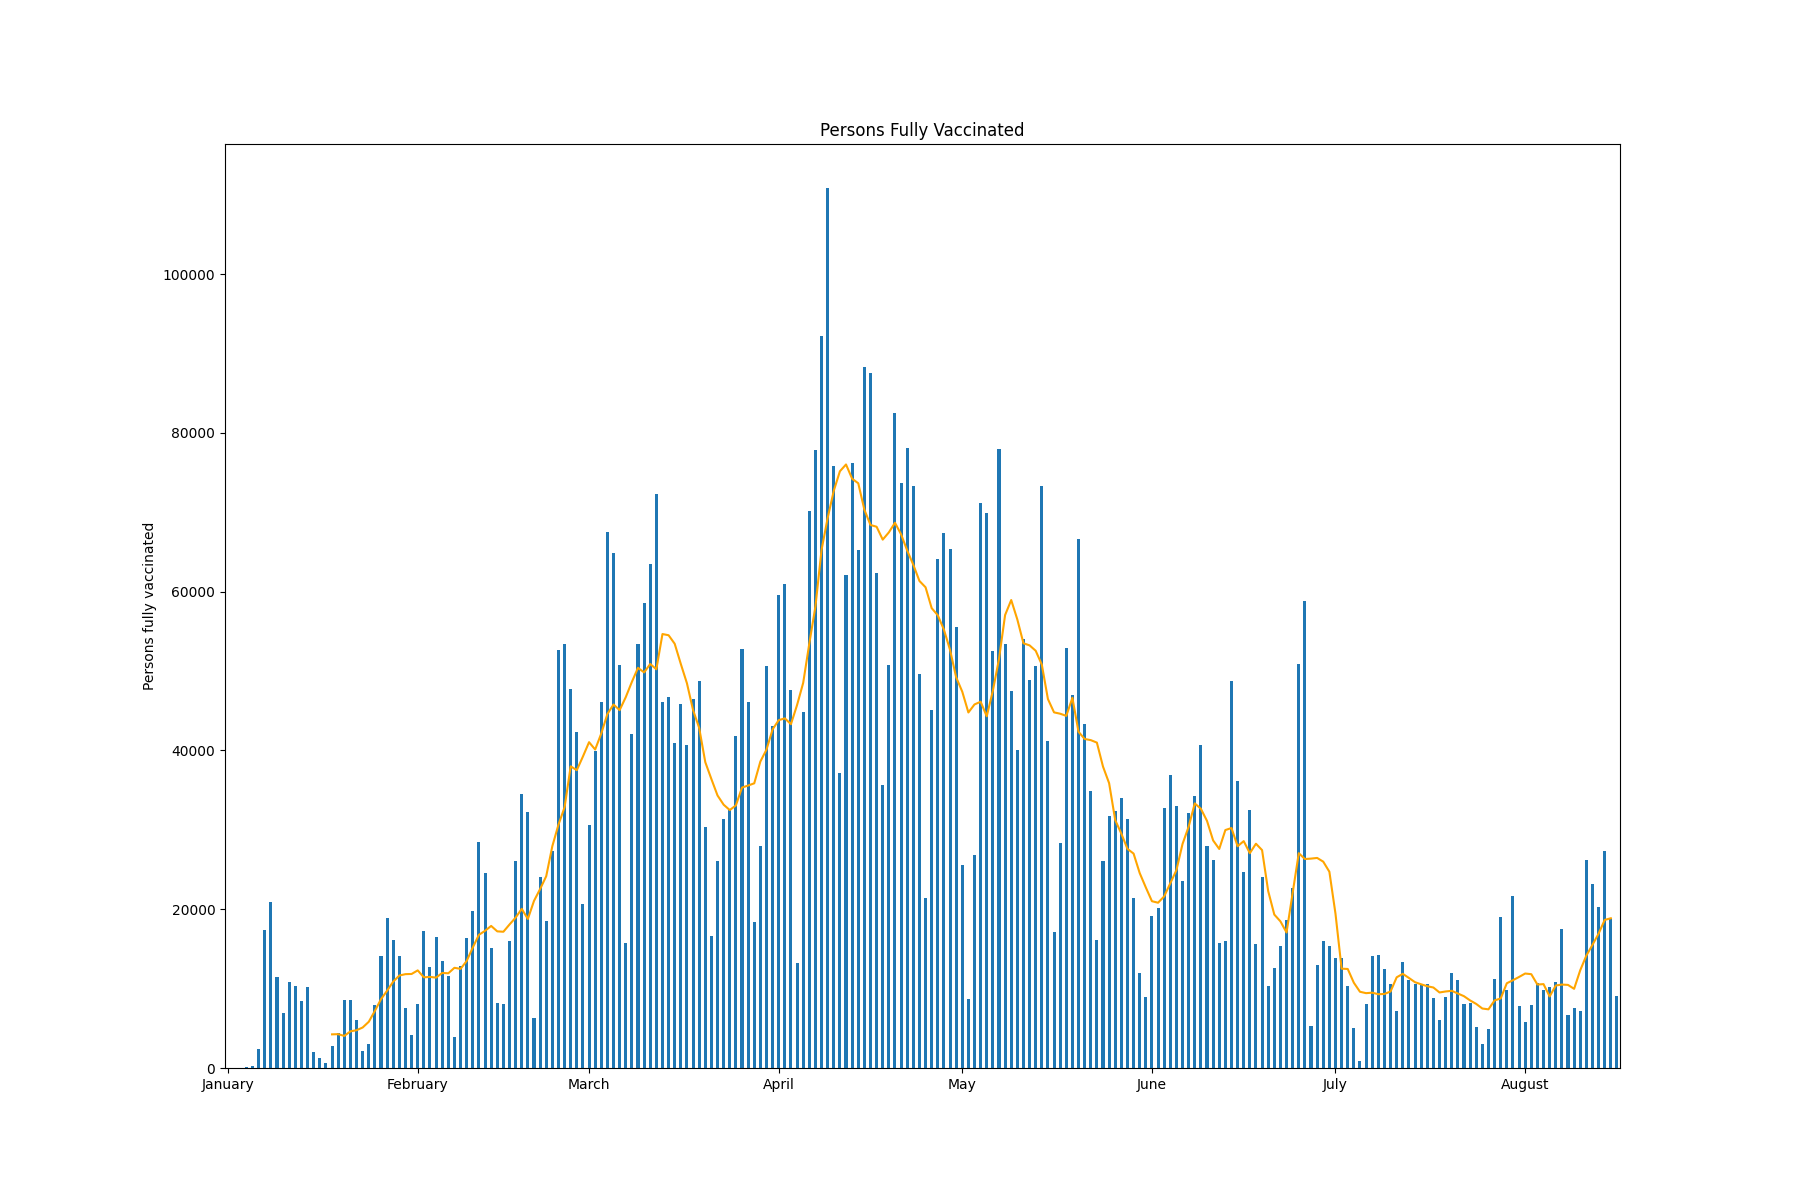 Persons Fully Vaccinated
Persons fully vaccinated
100000
80000
60000
40000
20000
0
January February March April May June July August